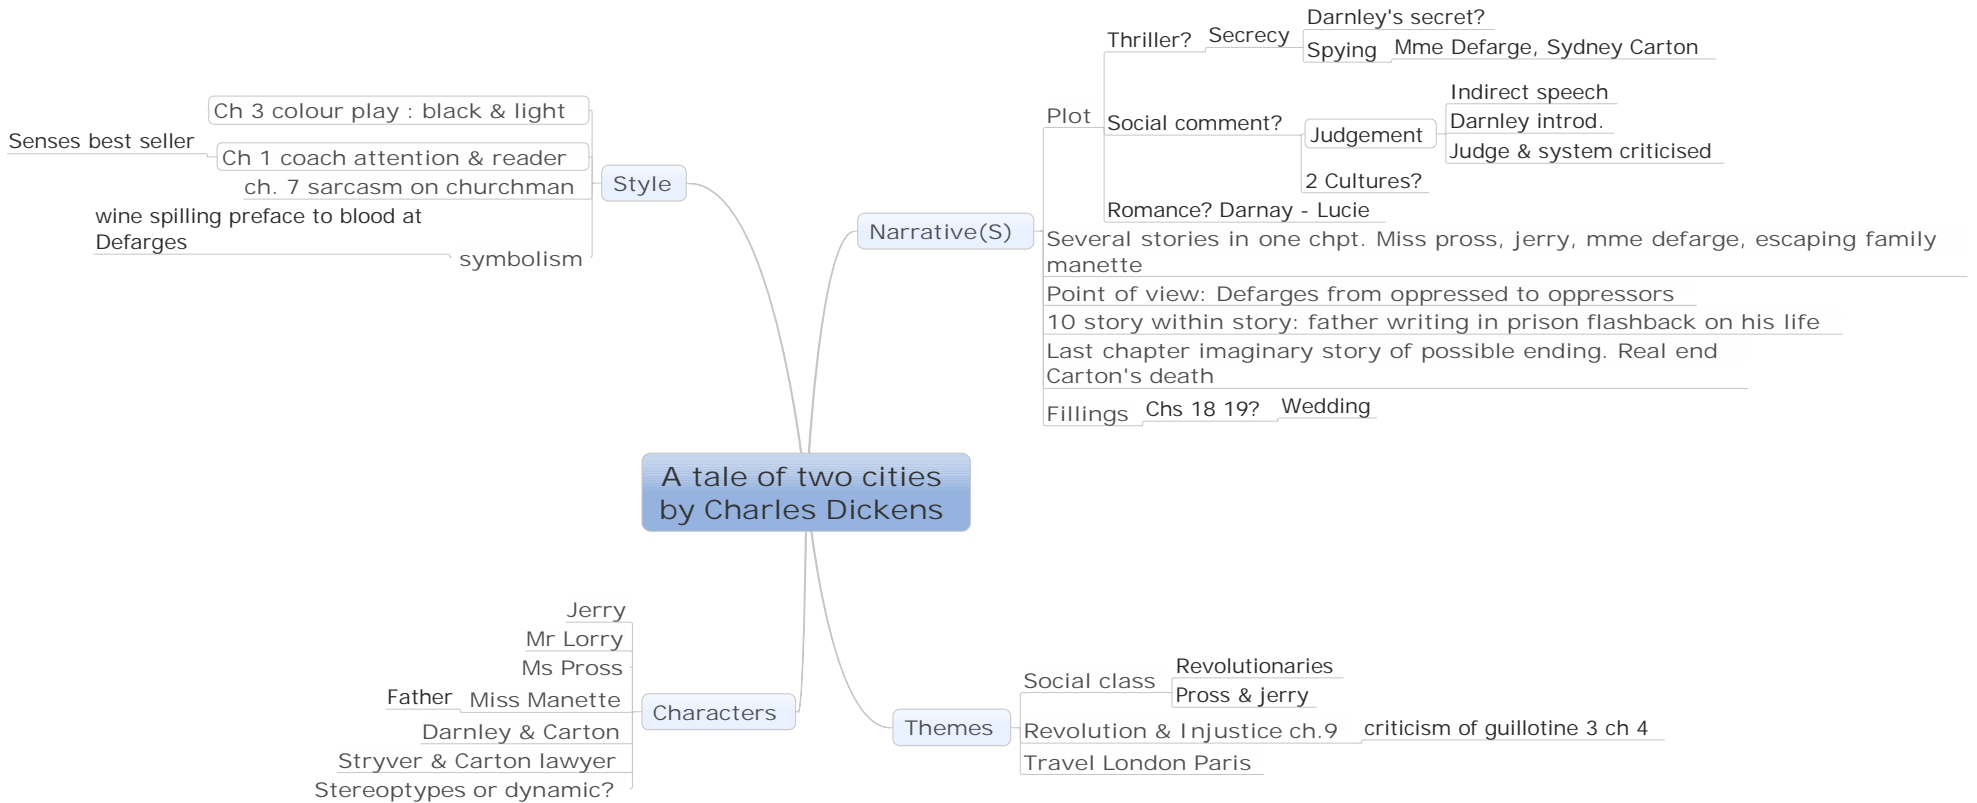 A tale of two cities
by Charles Dickens
Style
Ch 3 colour play : black & light
Ch 1 coach attention & reader
Senses best seller
ch. 7 sarcasm on churchman
symbolism
wine spilling preface to blood at
Defarges
Narrative(S)
Plot
Thriller?
Secrecy
Darnley's secret?
Spying
Mme Defarge, Sydney Carton
Social comment?
Judgement
Indirect speech
Darnley introd.
Judge & system criticised
2 Cultures?
Romance? Darnay - Lucie
Several stories in one chpt. Miss pross, jerry, mme defarge, escaping family
manette
Point of view: Defarges from oppressed to oppressors
10 story within story: father writing in prison flashback on his life
Last chapter imaginary story of possible ending. Real end
Carton's death
Fillings
Chs 18 19?
Wedding
Characters
Jerry
Mr Lorry
Ms Pross
Miss Manette
Father
Darnley & Carton
Stryver & Carton lawyer
Stereoptypes or dynamic?
Themes
Social class
Revolutionaries
Pross & jerry
Revolution & Injustice ch.9
criticism of guillotine 3 ch 4
Travel London Paris